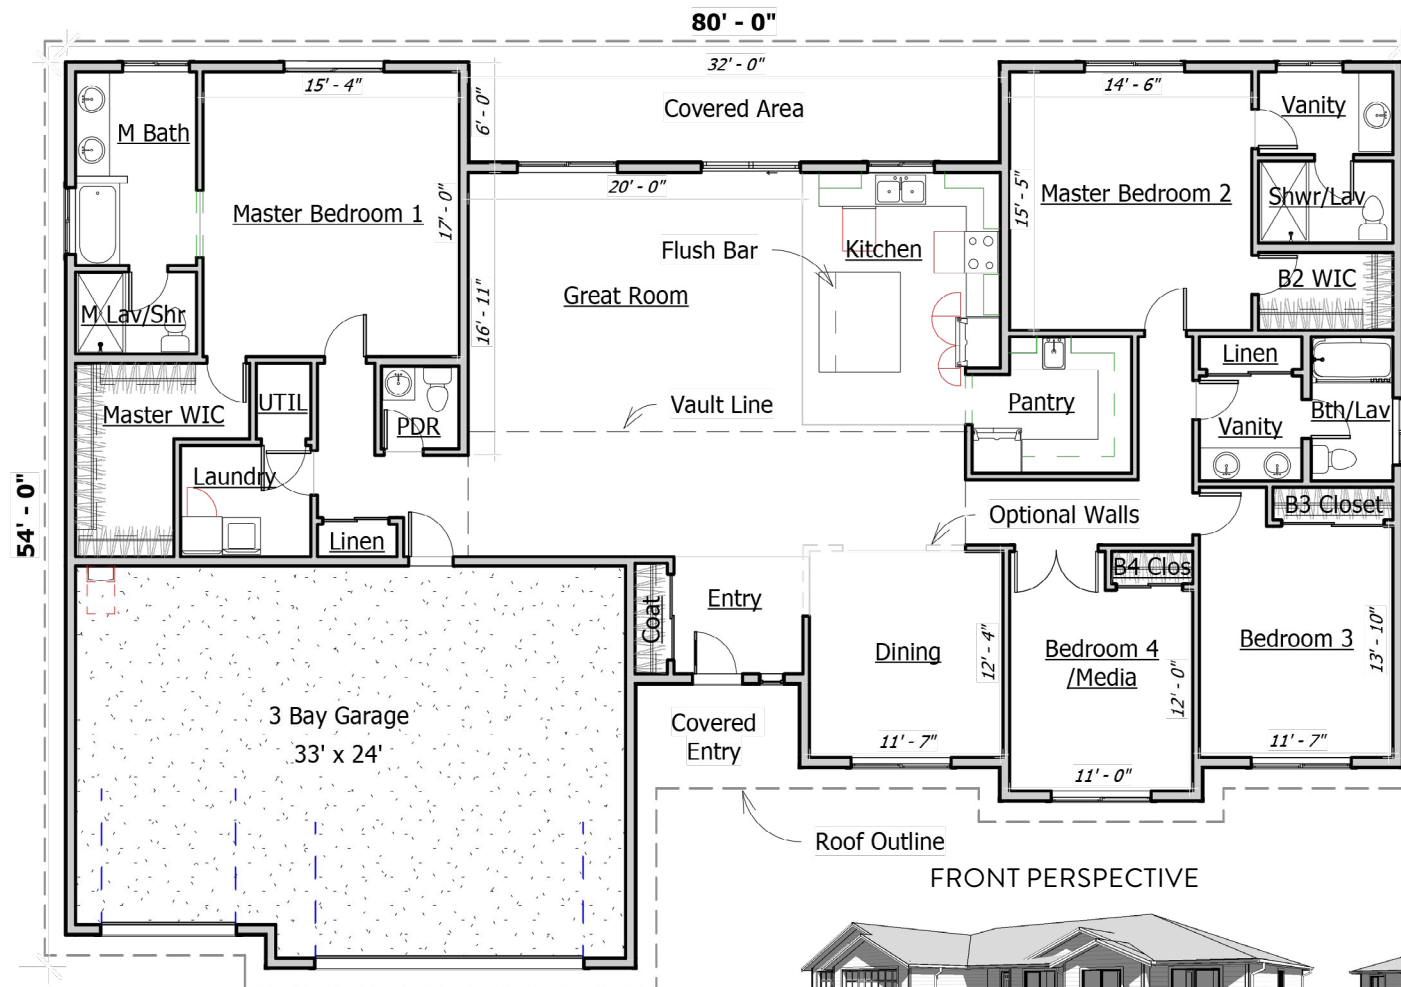 80' - 0"
32' - 0"
15' - 4"
14' - 6"
6' - 0"
Covered Area
Vanity
M Bath
20' - 0"
15' - 5"
Master Bedroom 1
17' - 0"
Master Bedroom 2
Shwr/Lav
Flush Bar
Kitchen
Great Room
16' - 11"
B2 WIC
M Lav/Shr
Linen
Master WIC
UTIL
PDR
Vault Line
Pantry
Vanity
Bth/Lav
Laundry
54' - 0"
Linen
Optional Walls
B3 Closet
B4 Clos
Coat
Entry
Dining
12' - 4"
Bedroom 4
/Media
12' - 0"
Bedroom 3
13' - 10"
3 Bay Garage
33' x 24'
Covered
Entry
11' - 7"
11' - 0"
11' - 7"
Roof Outline
FRONT PERSPECTIVE